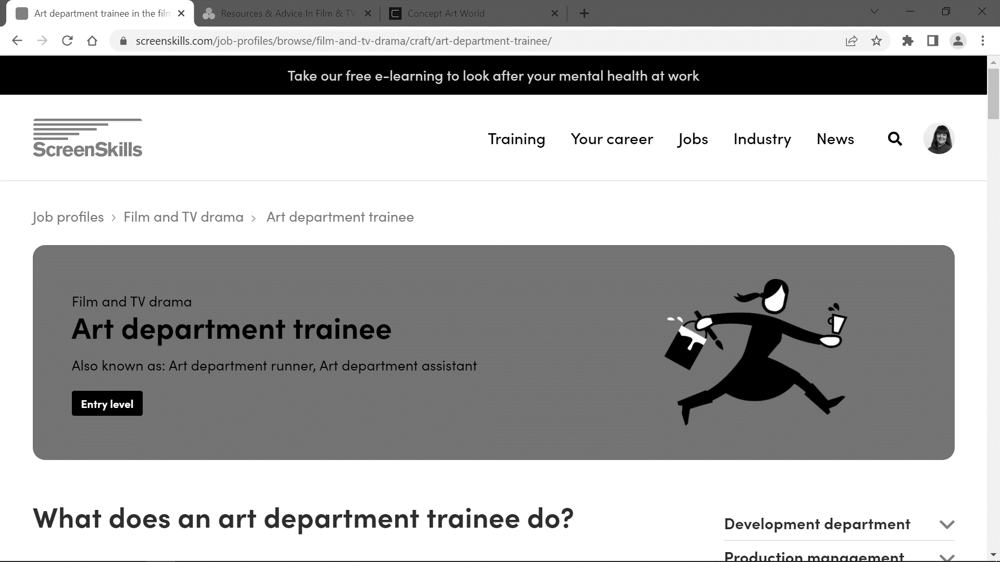 Art department trainee in the film
Resources & Advice In Film & TV
Concept Art World
screenskills.com/job-profiles/browse/film-and-tv-drama/craft/art-department-trainee/
Take our free e-learning to look after your mental health at work
ScreenSkills
Training
Your career
Jobs
Industry
News
Job profiles > Film and TV drama > Art department trainee
Film and TV drama
Art department trainee
Also known as: Art department runner, Art department assistant
Entry level
What does an art department trainee do?
Development department
Production management